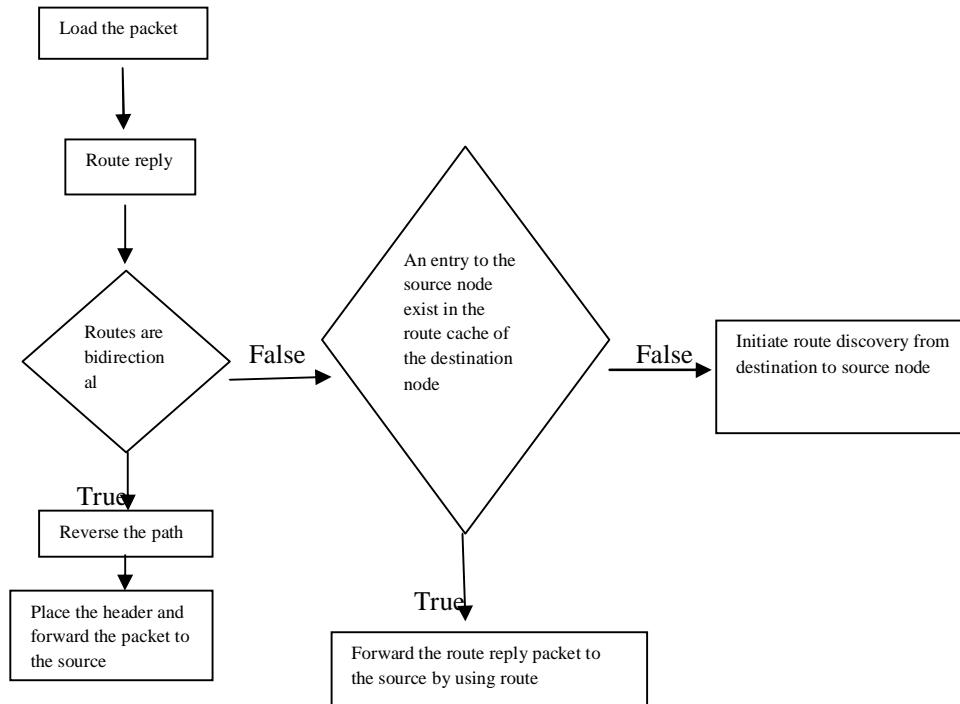 Load the packet
Route reply
Routes are
bidirection
al
False
An entry to the
source node
exist in the
route cache of
the destination
node
False
Initiate route discovery from
destination to source node
True
Reverse the path
Place the header and
forward the packet to
the source
True
Forward the route reply packet to
the source by using route